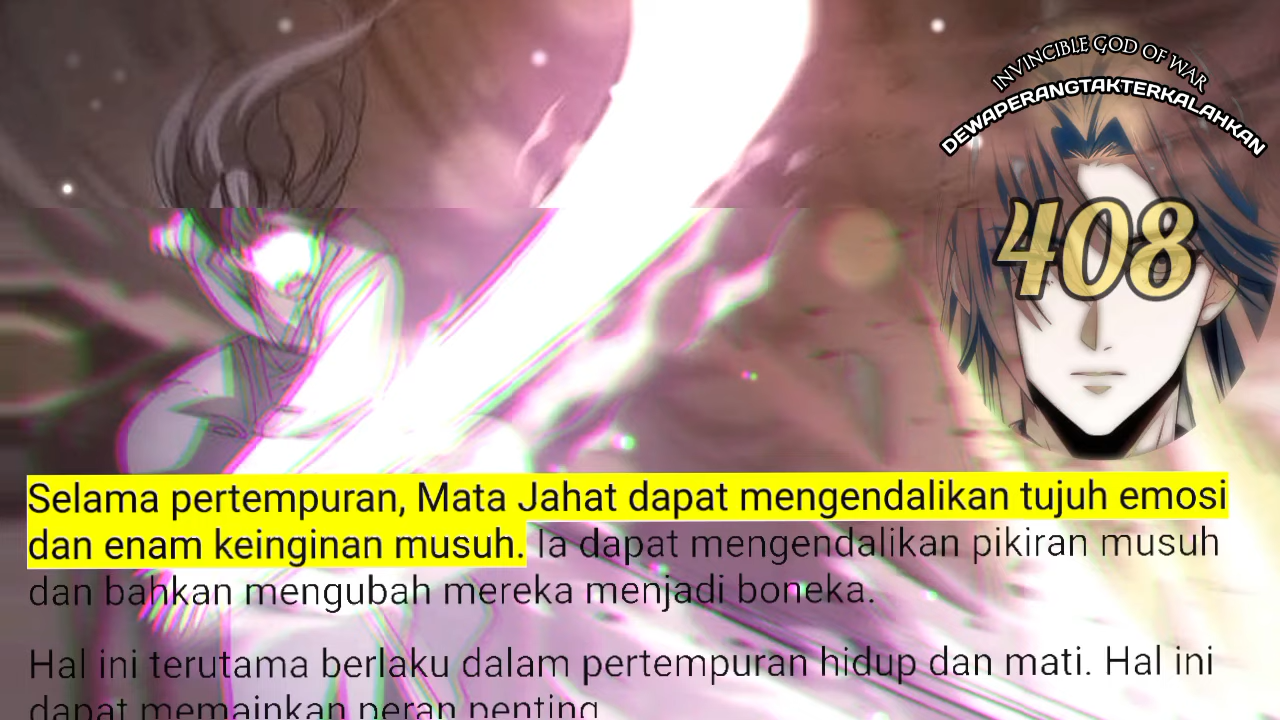 INVINCIBLE GOD OF WAR
DEWAPERANGTAKTERKALAHKAN
408
Selama pertempuran, Mata Jahat dapat mengendalikan tujuh emosi
dan enam keinginan musuh. Ia dapat mengendalikan pikiran musuh
dan bahkan mengubah mereka menjadi boneka.
Hal ini terutama berlaku dalam pertempuran hidup dan mati. Hal ini
dapat memainkan peran penting